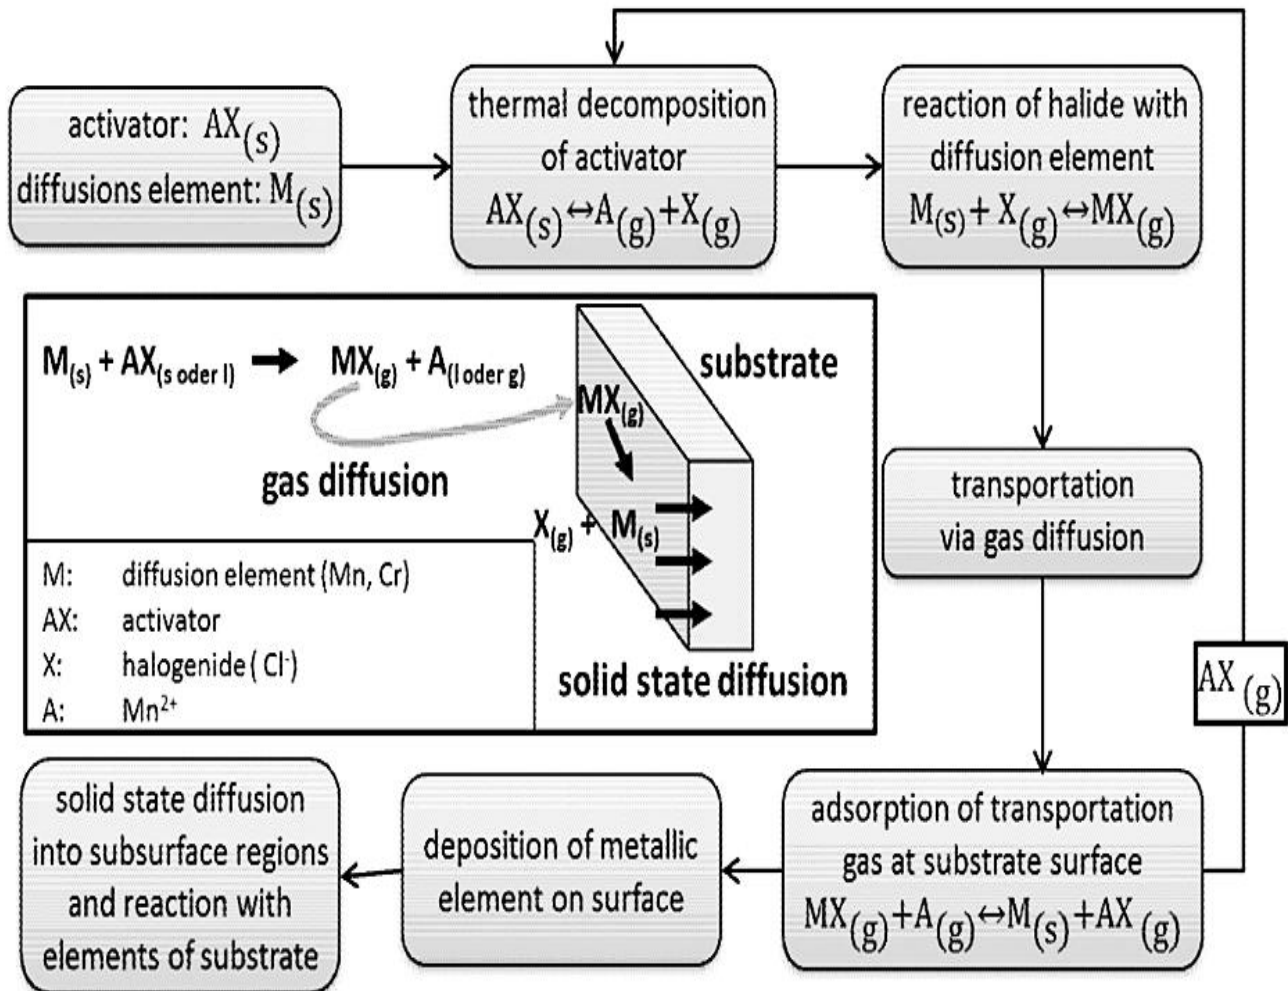 activator: AX(s)
diffusions element: M(s)
thermal decomposition
of activator
AX(s)↔A(g)+X(g)
reaction of halide with
diffusion element
M(s)+ X(g)↔MX(g)
M(s) + AX(s oder l) → MX(g) + A(l oder g)
substrate
MX(g)
gas diffusion
X(g) + M(s)
solid state diffusion
M: diffusion element (Mn, Cr)
AX: activator
X: halogenide ( Cl-)
A: Mn2+
transportation
via gas diffusion
AX (g)
adsorption of transportation
gas at substrate surface
MX(g)+A(g)↔M(s)+AX (g)
deposition of metallic
element on surface
solid state diffusion
into subsurface regions
and reaction with
elements of substrate